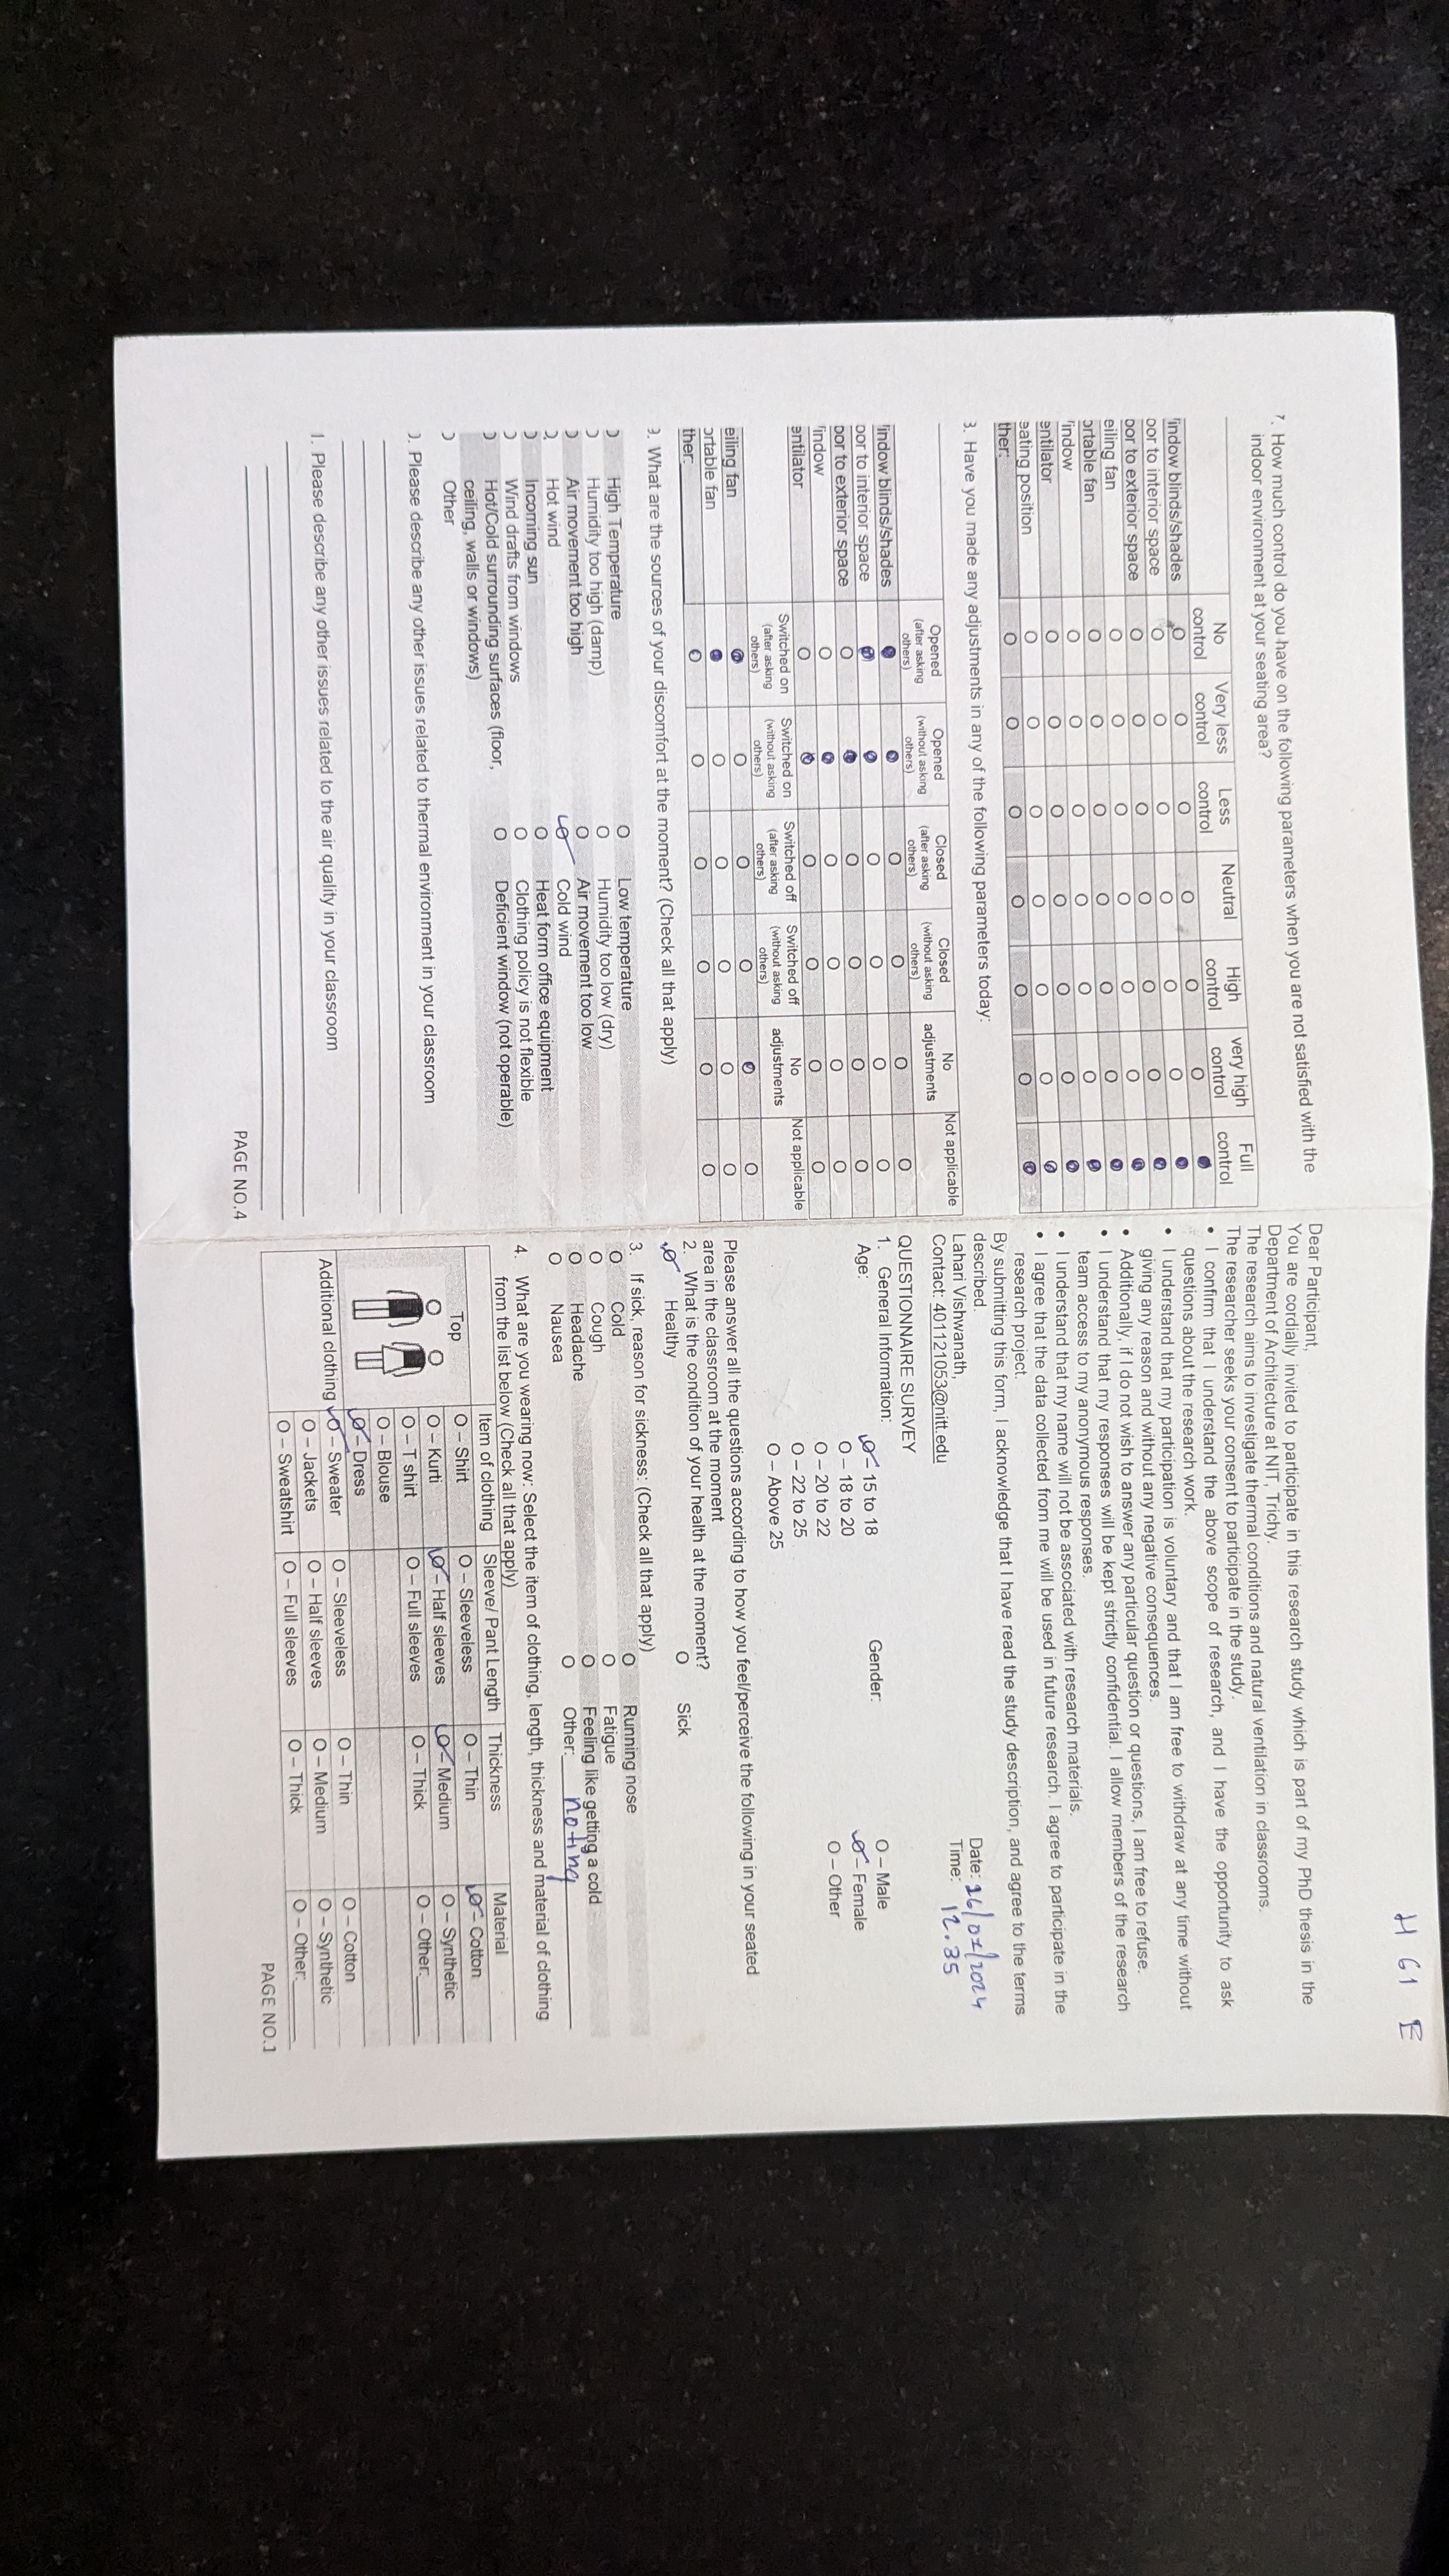 7. How much control do you have on the following parameters when you are not satisfied with the
indoor environment at your seating area?
No control Very less control Less control Neutral High control very high control Full control
indow blinds/shades O O O O O O
oor to interior space O O O O O O
oor to exterior space O O O O O O
eiling fan O O O O O O
ortable fan O O O O O O
indow O O O O O O
entilator O O O O O O
eating position O O O O O O
ther: O O O O O O
3. Have you made any adjustments in any of the following parameters today:
Opened (after asking others) Opened (without asking others) Closed (after asking others) Closed (without asking others) No adjustments Not applicable
indow blinds/shades O O O O
oor to interior space O O O O
oor to exterior space O O O O O
indow O O O O O
entilator O O O O O
Switched on (after asking others) Switched on (without asking others) Switched off (after asking others) Switched off (without asking others) No adjustments Not applicable
eiling fan O O O O
ortable fan O O O O O
ther: O O O O O O
9. What are the sources of your discomfort at the moment? (Check all that apply)
High Temperature O Low temperature
Humidity too high (damp) O Humidity too low (dry)
Air movement too high O Air movement too low
Hot wind O Cold wind
Incoming sun O Heat form office equipment
Wind drafts from windows O Clothing policy is not flexible
Hot/Cold surrounding surfaces (floor, O Deficient window (not operable)
ceiling, walls or windows)
Other
). Please describe any other issues related to thermal environment in your classroom
1. Please describe any other issues related to the air quality in your classroom
PAGE NO.4
H 61 E
Dear Participant,
You are cordially invited to participate in this research study which is part of my PhD thesis in the
Department of Architecture at NIT, Trichy.
The research aims to investigate thermal conditions and natural ventilation in classrooms.
The researcher seeks your consent to participate in the study.
• I confirm that I understand the above scope of research, and I have the opportunity to ask
questions about the research work.
• I understand that my participation is voluntary and that I am free to withdraw at any time without
giving any reason and without any negative consequences.
• Additionally, if I do not wish to answer any particular question or questions, I am free to refuse.
• I understand that my responses will be kept strictly confidential. I allow members of the research
team access to my anonymous responses.
• I understand that my name will not be associated with research materials.
• I agree that the data collected from me will be used in future research. I agree to participate in the
research project.
By submitting this form, I acknowledge that I have read the study description, and agree to the terms
described.
Lahari Vishwanath, Date: 26/02/2024
Contact: 401121053@nitt.edu Time: 12.35
QUESTIONNAIRE SURVEY
1. General Information:
Age: O – 15 to 18 Gender: O – Male
O – 18 to 20 O – Female
O – 20 to 22 O – Other
O – 22 to 25
O – Above 25
Please answer all the questions according to how you feel/perceive the following in your seated
area in the classroom at the moment
2. What is the condition of your health at the moment?
O Healthy O Sick
3. If sick, reason for sickness: (Check all that apply)
O Cold O Running nose
O Cough O Fatigue
O Headache O Feeling like getting a cold
O Nausea O Other: noting
4. What are you wearing now: Select the item of clothing, length, thickness and material of clothing
from the list below (Check all that apply)
Item of clothing Sleeve/ Pant Length Thickness Material
Top O – Shirt O – Sleeveless O – Thin O – Cotton
O O O – Kurti O – Half sleeves O – Medium O – Synthetic
O – T shirt O – Full sleeves O – Thick O – Other:
O – Blouse
O – Dress
Additional clothing O – Sweater O – Sleeveless O – Thin O – Cotton
O – Jackets O – Half sleeves O – Medium O – Synthetic
O – Sweatshirt O – Full sleeves O – Thick O – Other:
PAGE NO.1